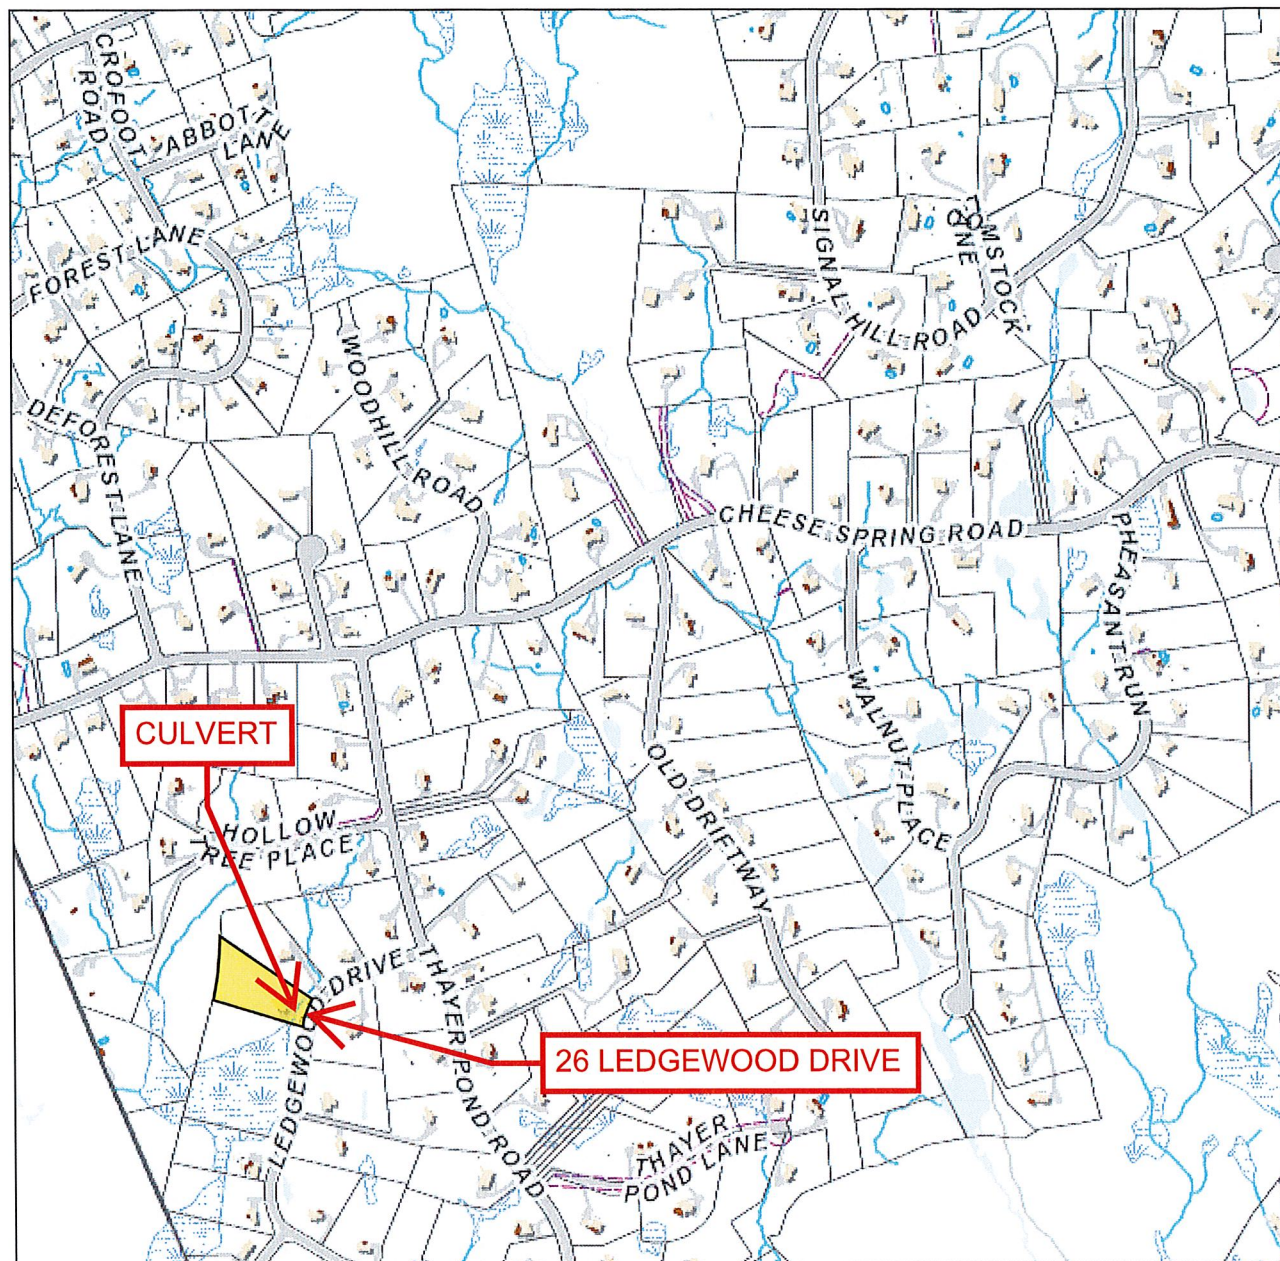 CROFOOT
ROAD
ABBOTT
LANE
FOREST LANE
SIGNAL HILL ROAD
COMSTOCK
LANE
WOODHILL ROAD
DEFOREST LANE
CHEESE SPRING ROAD
PHEASANT RUN
WALNUT PLACE
CULVERT
OLD DRIFTWAY
HOLLOW
TREE PLACE
LEDGEWOOD DRIVE
THAYER POND ROAD
26 LEDGEWOOD DRIVE
THAYER
POND LANE